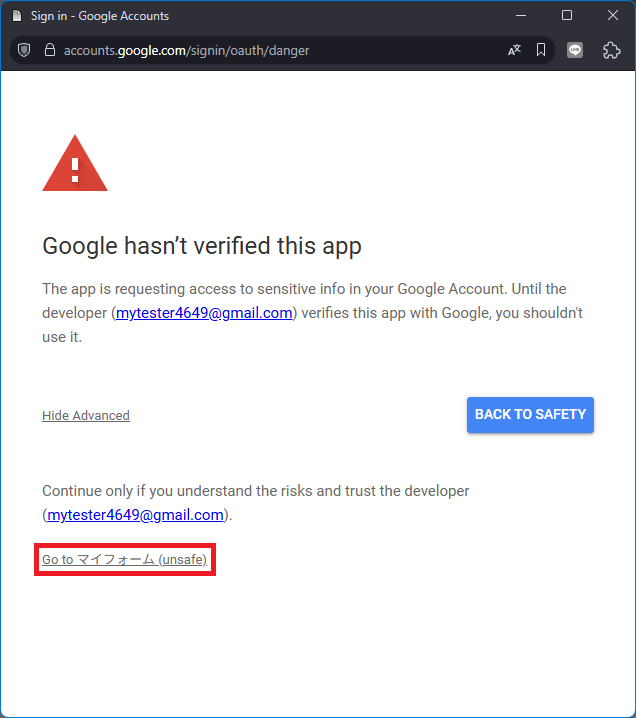 Sign in - Google Accounts
accounts.google.com/signin/oauth/danger
Google hasn’t verified this app
The app is requesting access to sensitive info in your Google Account. Until the
developer (mytester4649@gmail.com) verifies this app with Google, you shouldn't
use it.
Hide Advanced
BACK TO SAFETY
Continue only if you understand the risks and trust the developer
(mytester4649@gmail.com).
Go to マイフォーム (unsafe)